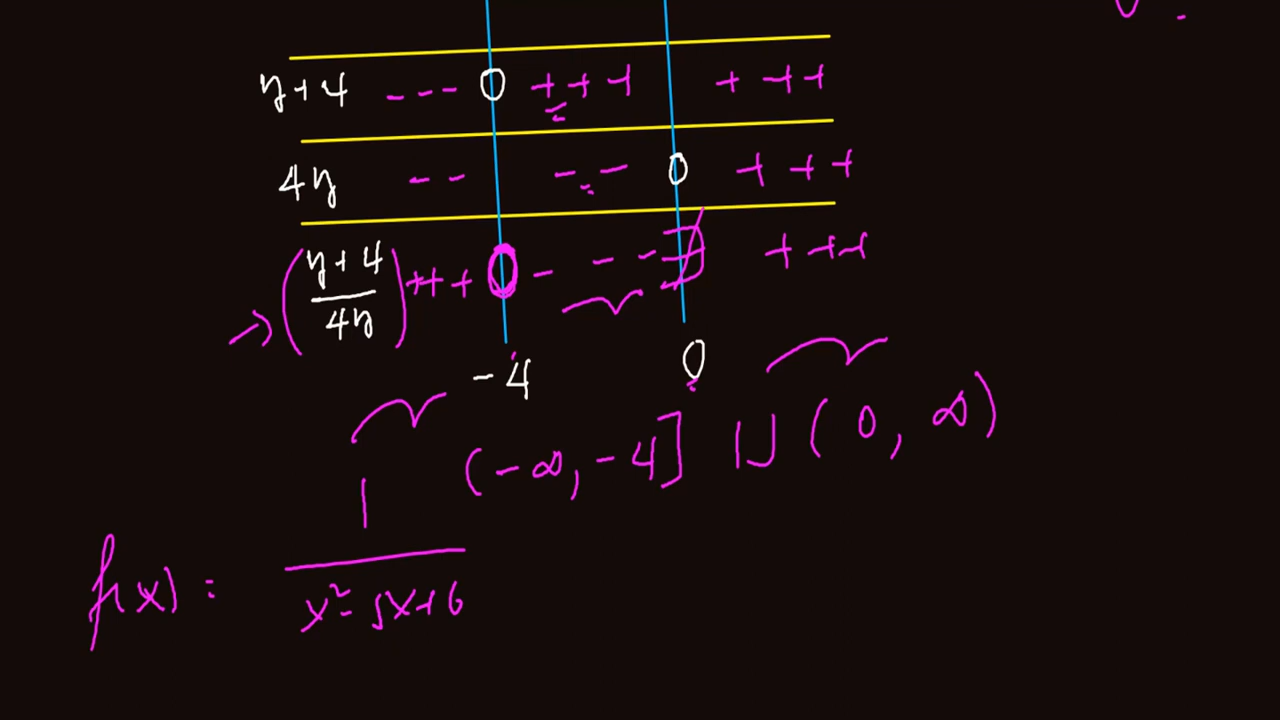 y+4 --- 0 +++ +++
4y -- -- 0 +++
→ (y+4/4y) +++ 0 - - - ∄ +++
-4 0
(-∞, -4] ∪ (0, ∞)
f(x) = 1/x²-5x+6